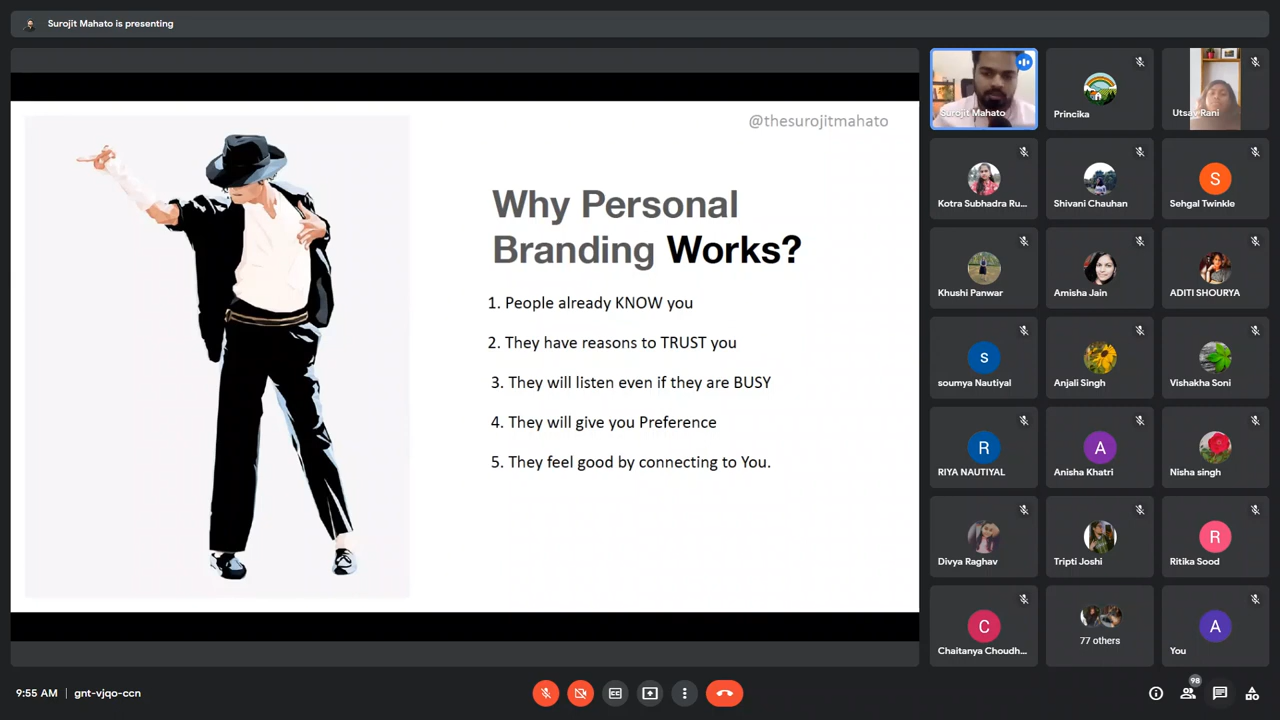 Surojit Mahato is presenting
@thesurojitmahato
Why Personal
Branding Works?
1. People already KNOW you
2. They have reasons to TRUST you
3. They will listen even if they are BUSY
4. They will give you Preference
5. They feel good by connecting to You.
Surojit Mahato
Princika
Utsav Rani
Kotra Subhadra Ru...
Shivani Chauhan
S
Sehgal Twinkle
Khushi Panwar
Amisha Jain
ADITI SHOURYA
s
soumya Nautiyal
Anjali Singh
Vishakha Soni
R
RIYA NAUTIYAL
A
Anisha Khatri
Nisha singh
Divya Raghav
Tripti Joshi
R
Ritika Sood
C
Chaitanya Choudh...
77 others
A
You
9:55 AM | gnt-vjqo-ccn
98